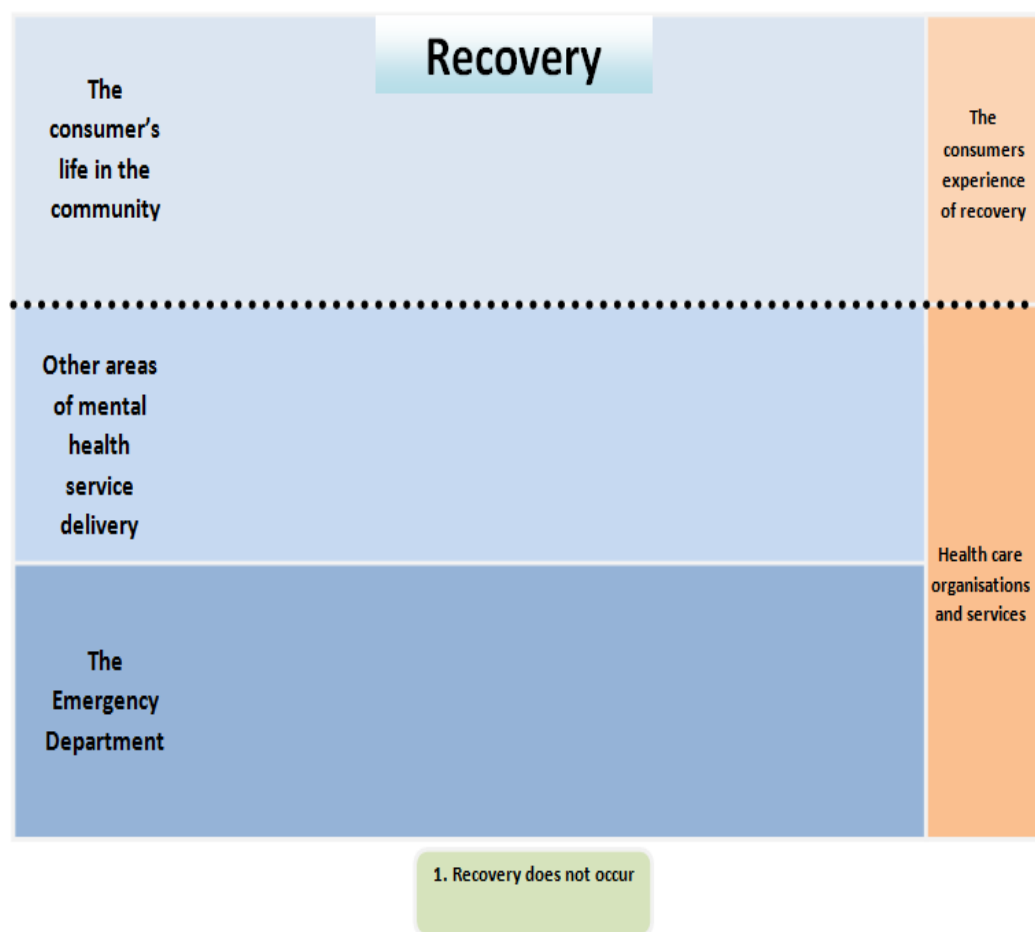 Recovery
The
consumer’s
life in the
community
The
consumers
experience
of recovery
Other areas
of mental
health
service
delivery
Health care
organisations
and services
The
Emergency
Department
1. Recovery does not occur